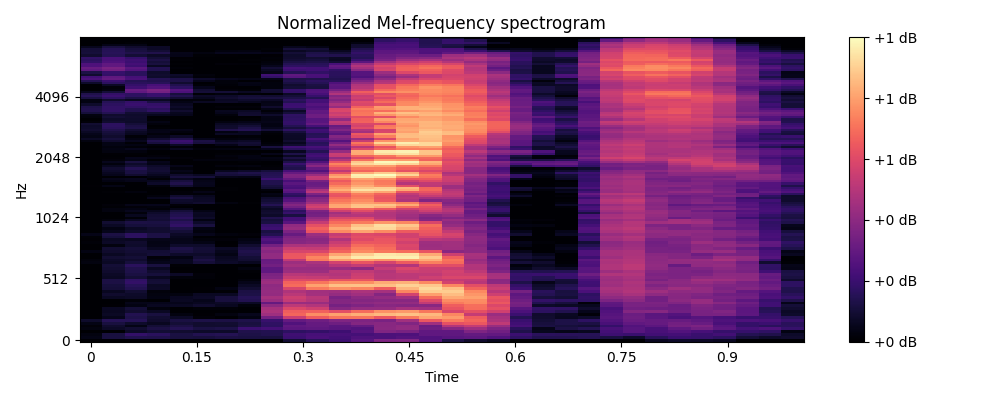 Normalized Mel-frequency spectrogram
Hz
4096
2048
1024
512
0
0 0.15 0.3 0.45 0.6 0.75 0.9
Time
+1 dB
+1 dB
+1 dB
+0 dB
+0 dB
+0 dB